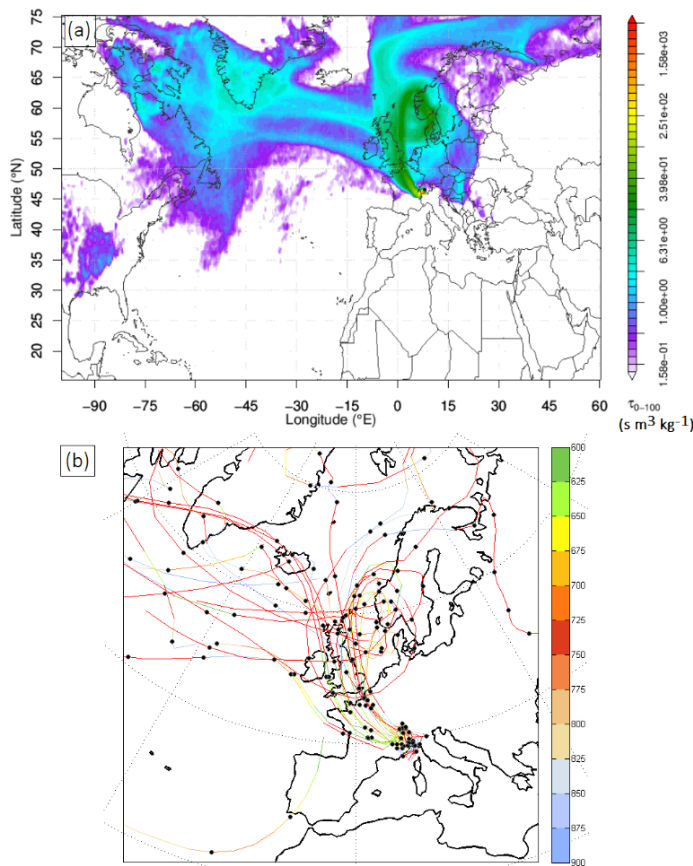 (a)
75
70
65
60
55
50
45
40
35
30
25
20
Latitude (°N)
−90 −75 −60 −45 −30 −15 0 15 30 45 60
Longitude (°E)
1.58e+03
2.51e+02
3.98e+01
6.31e+00
1.00e+00
1.58e−01
τ0−100
(s m³ kg⁻¹)
(b)
600
625
650
675
700
725
750
775
800
825
850
875
900